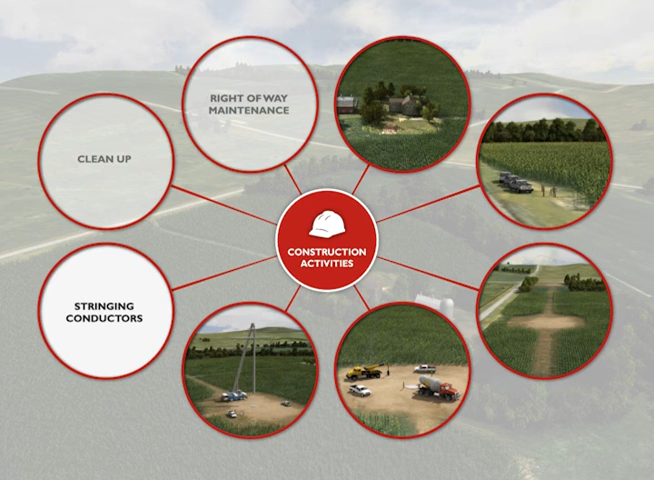 RIGHT OF WAY
MAINTENANCE
CLEAN UP
CONSTRUCTION
ACTIVITIES
STRINGING
CONDUCTORS